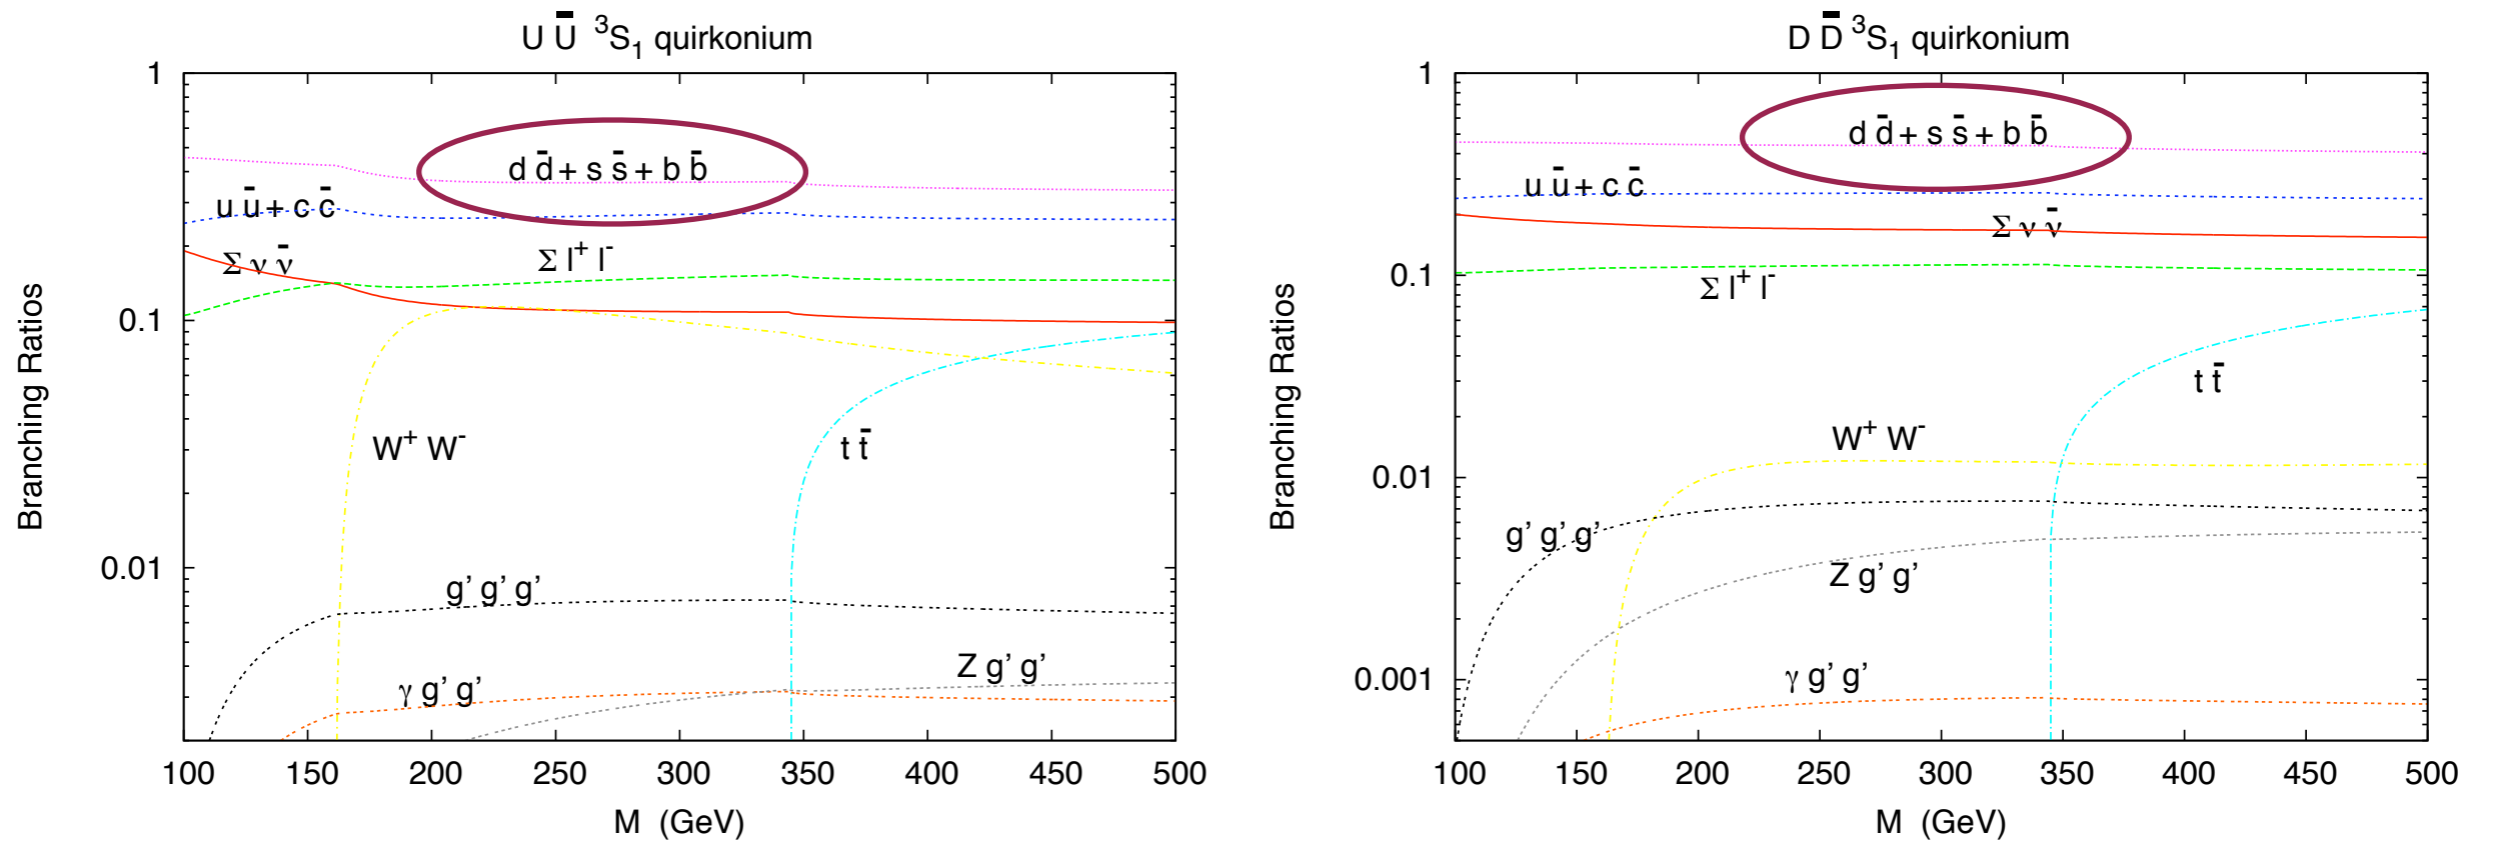 U Ū ³S₁ quirkonium
1
0.1
0.01
Branching Ratios
d d̄ + s s̄ + b b̄
u ū + c c̄
Σ ν ν̄
Σ l⁺ l⁻
W⁺ W⁻
t t̄
g’ g’ g’
Z g’ g’
γ g’ g’
100 150 200 250 300 350 400 450 500
M (GeV)
D D̄ ³S₁ quirkonium
1
0.1
0.01
0.001
Branching Ratios
d d̄ + s s̄ + b b̄
u ū + c c̄
Σ ν ν̄
Σ l⁺ l⁻
t t̄
W⁺ W⁻
g’ g’ g’
Z g’ g’
γ g’ g’
100 150 200 250 300 350 400 450 500
M (GeV)